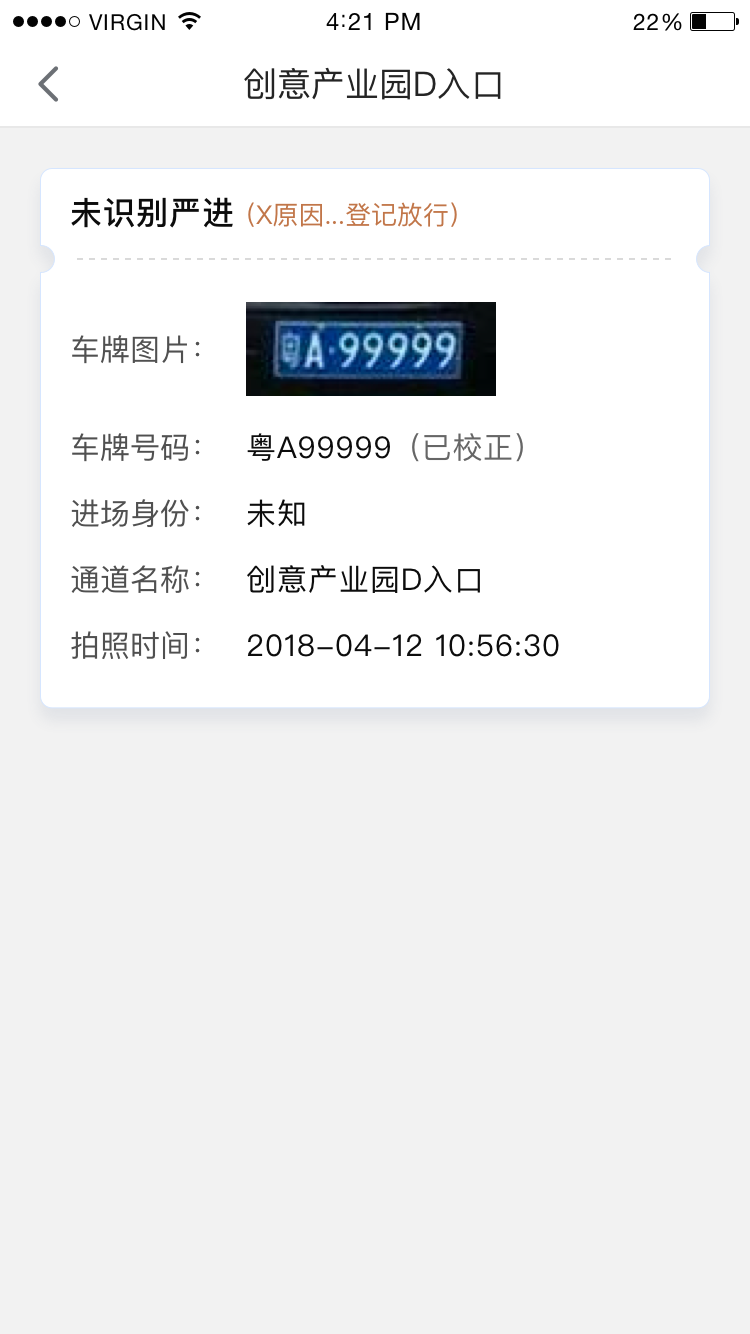 VIRGIN 4:21 PM 22%
创意产业园D入口
未识别严进 (X原因...登记放行)
车牌图片：
粤A·99999
车牌号码： 粤A99999（已校正）
进场身份： 未知
通道名称： 创意产业园D入口
拍照时间： 2018-04-12 10:56:30